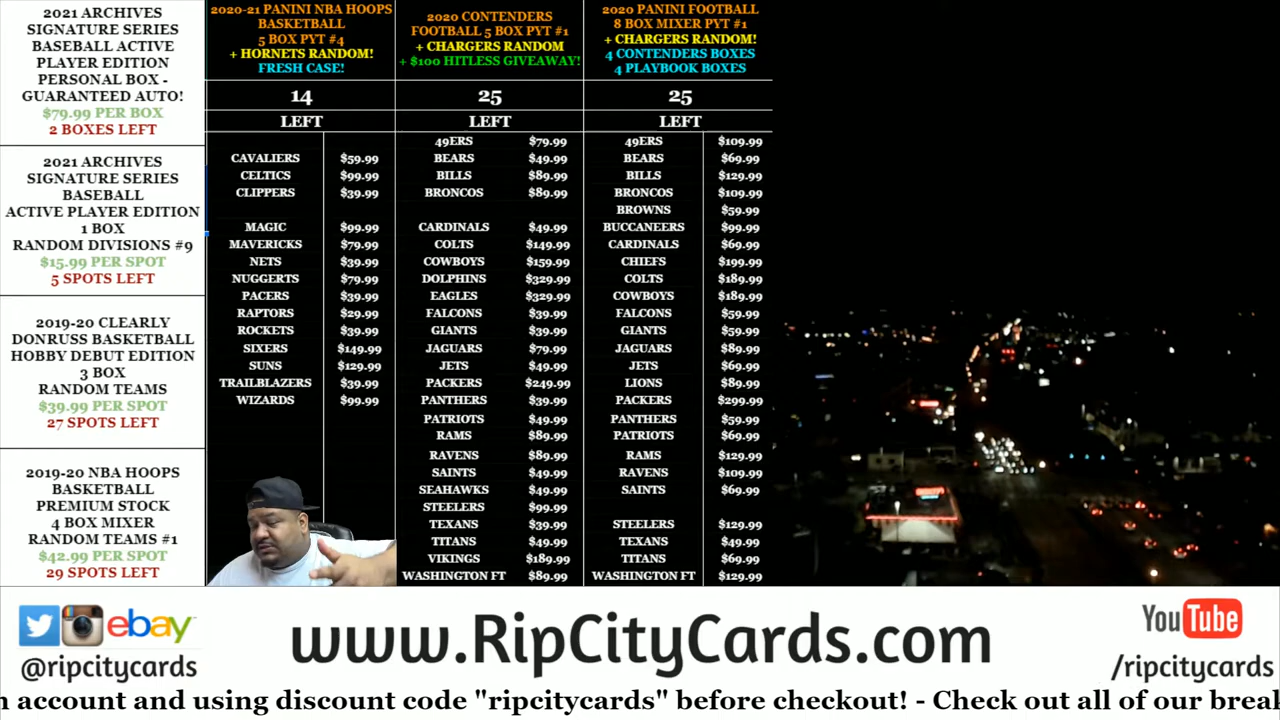 2021 ARCHIVES
SIGNATURE SERIES
BASEBALL ACTIVE
PLAYER EDITION
PERSONAL BOX -
GUARANTEED AUTO!
$79.99 PER BOX
2 BOXES LEFT
2021 ARCHIVES
SIGNATURE SERIES
BASEBALL
ACTIVE PLAYER EDITION
1 BOX
RANDOM DIVISIONS #9
$15.99 PER SPOT
5 SPOTS LEFT
2019-20 CLEARLY
DONRUSS BASKETBALL
HOBBY DEBUT EDITION
3 BOX
RANDOM TEAMS
$39.99 PER SPOT
27 SPOTS LEFT
2019-20 NBA HOOPS
BASKETBALL
PREMIUM STOCK
4 BOX MIXER
RANDOM TEAMS #1
$42.99 PER SPOT
29 SPOTS LEFT
2020-21 PANINI NBA HOOPS
BASKETBALL
5 BOX PYT #4
+ HORNETS RANDOM!
FRESH CASE!
14
LEFT
CAVALIERS $59.99
CELTICS $99.99
CLIPPERS $39.99
MAGIC $99.99
MAVERICKS $79.99
NETS $39.99
NUGGERTS $79.99
PACERS $39.99
RAPTORS $29.99
ROCKETS $39.99
SIXERS $149.99
SUNS $129.99
TRAILBLAZERS $39.99
WIZARDS $99.99
2020 CONTENDERS
FOOTBALL 5 BOX PYT #1
+ CHARGERS RANDOM
+ $100 HITLESS GIVEAWAY!
25
LEFT
49ERS $79.99
BEARS $49.99
BILLS $89.99
BRONCOS $89.99
CARDINALS $49.99
COLTS $149.99
COWBOYS $159.99
DOLPHINS $329.99
EAGLES $329.99
FALCONS $39.99
GIANTS $39.99
JAGUARS $79.99
JETS $49.99
PACKERS $249.99
PANTHERS $39.99
PATRIOTS $49.99
RAMS $89.99
RAVENS $89.99
SAINTS $49.99
SEAHAWKS $49.99
STEELERS $99.99
TEXANS $39.99
TITANS $49.99
VIKINGS $189.99
WASHINGTON FT $89.99
2020 PANINI FOOTBALL
8 BOX MIXER PYT #1
+ CHARGERS RANDOM!
4 CONTENDERS BOXES
4 PLAYBOOK BOXES
25
LEFT
49ERS $109.99
BEARS $69.99
BILLS $129.99
BRONCOS $109.99
BROWNS $59.99
BUCCANEERS $99.99
CARDINALS $69.99
CHIEFS $199.99
COLTS $189.99
COWBOYS $189.99
FALCONS $59.99
GIANTS $59.99
JAGUARS $89.99
JETS $69.99
LIONS $89.99
PACKERS $299.99
PANTHERS $59.99
PATRIOTS $69.99
RAMS $129.99
RAVENS $109.99
SAINTS $69.99
STEELERS $129.99
TEXANS $49.99
TITANS $69.99
WASHINGTON FT $129.99
ebay
@ripcitycards
www.RipCityCards.com
YouTube
/ripcitycards
n account and using discount code "ripcitycards" before checkout! - Check out all of our break